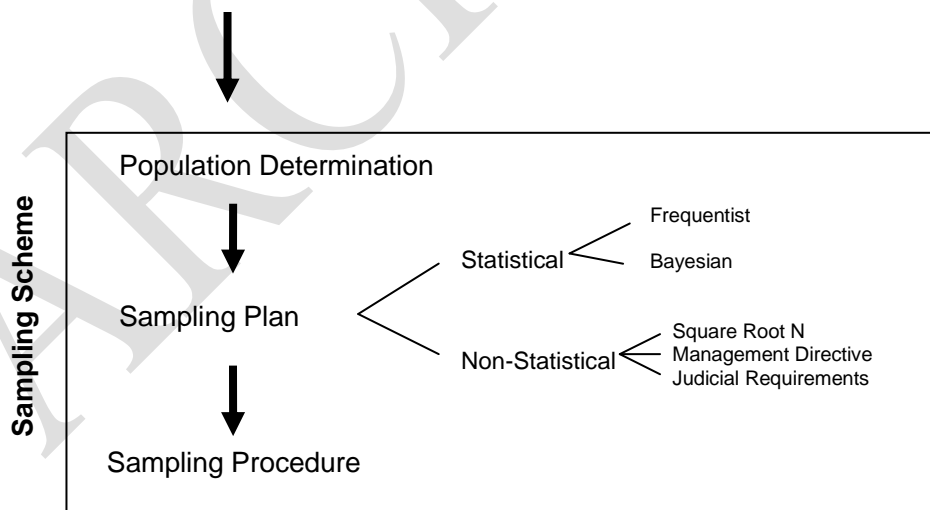 Sampling Scheme
Population Determination
Sampling Plan
Statistical
Frequentist
Bayesian
Non-Statistical
Square Root N
Management Directive
Judicial Requirements
Sampling Procedure
ARC